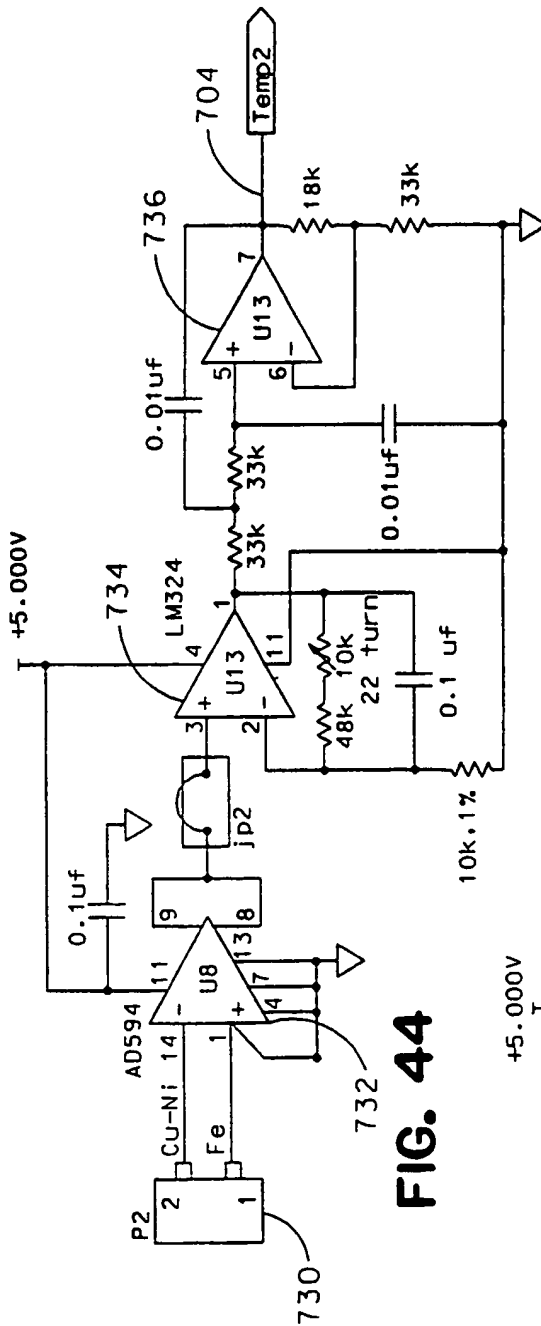 730
P2
2
1
Cu-Ni
14
Fe
1
AD594
-
+
U8
11
9
8
13
7
4
732
0.1uf
jp2
+5.000V
734
LM324
3
+
2
-
U13
4
1
11
48k
10k
22 turn
0.1 uf
10k.1%
33k
33k
0.01uf
0.01uf
736
5
+
6
-
U13
7
704
Temp2
18k
33k
FIG. 44
+5.000V